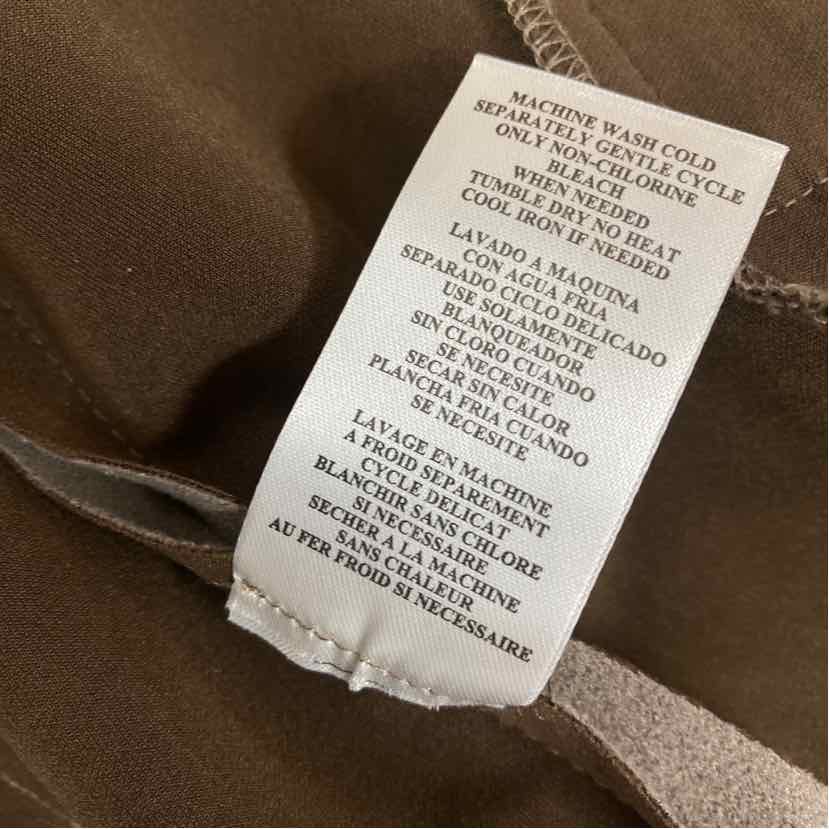 MACHINE WASH COLD
SEPARATELY GENTLE CYCLE
ONLY NON-CHLORINE
BLEACH
WHEN NEEDED
TUMBLE DRY NO HEAT
COOL IRON IF NEEDED
LAVADO A MAQUINA
CON AGUA FRIA
SEPARADO CICLO DELICADO
USE SOLAMENTE
BLANQUEADOR
SIN CLORO CUANDO
SE NECESITE
SECAR SIN CALOR
PLANCHA FRIA CUANDO
SE NECESITE
LAVAGE EN MACHINE
A FROID SEPAREMENT
CYCLE DELICAT
BLANCHIR SANS CHLORE
SI NECESSAIRE
SECHER A LA MACHINE
SANS CHALEUR
AU FER FROID SI NECESSAIRE